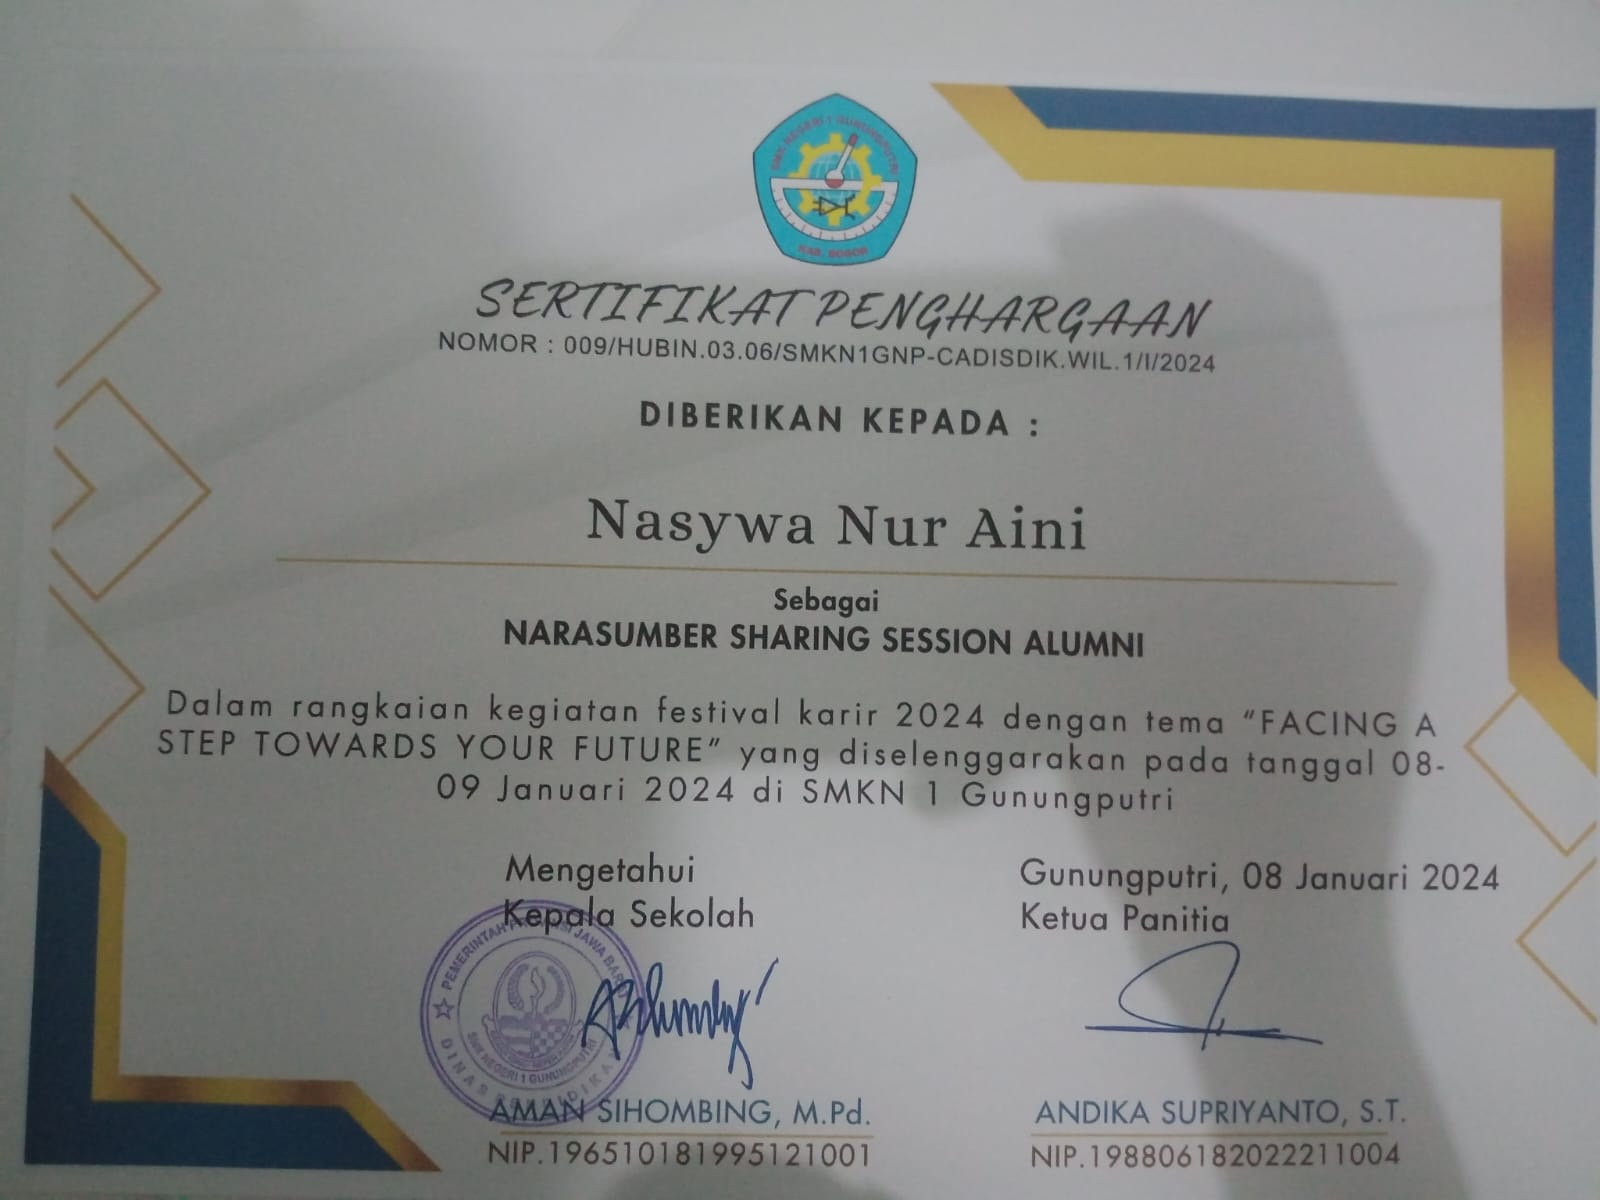 SMK NEGERI 1 GUNUNGPUTRI
KAB. BOGOR
SERTIFIKAT PENGHARGAAN
NOMOR : 009/HUBIN.03.06/SMKN1GNP-CADISDIK.WIL.1/I/2024
DIBERIKAN KEPADA :
Nasywa Nur Aini
Sebagai
NARASUMBER SHARING SESSION ALUMNI
Dalam rangkaian kegiatan festival karir 2024 dengan tema “FACING A
STEP TOWARDS YOUR FUTURE” yang diselenggarakan pada tanggal 08-
09 Januari 2024 di SMKN 1 Gunungputri
Mengetahui
Kepala Sekolah
PEMERINTAH PROVINSI JAWA BARAT
DINAS PENDIDIKAN
SMK NEGERI 1 GUNUNGPUTRI
AMAN SIHOMBING, M.Pd.
NIP.196510181995121001
Gunungputri, 08 Januari 2024
Ketua Panitia
ANDIKA SUPRIYANTO, S.T.
NIP.198806182022211004